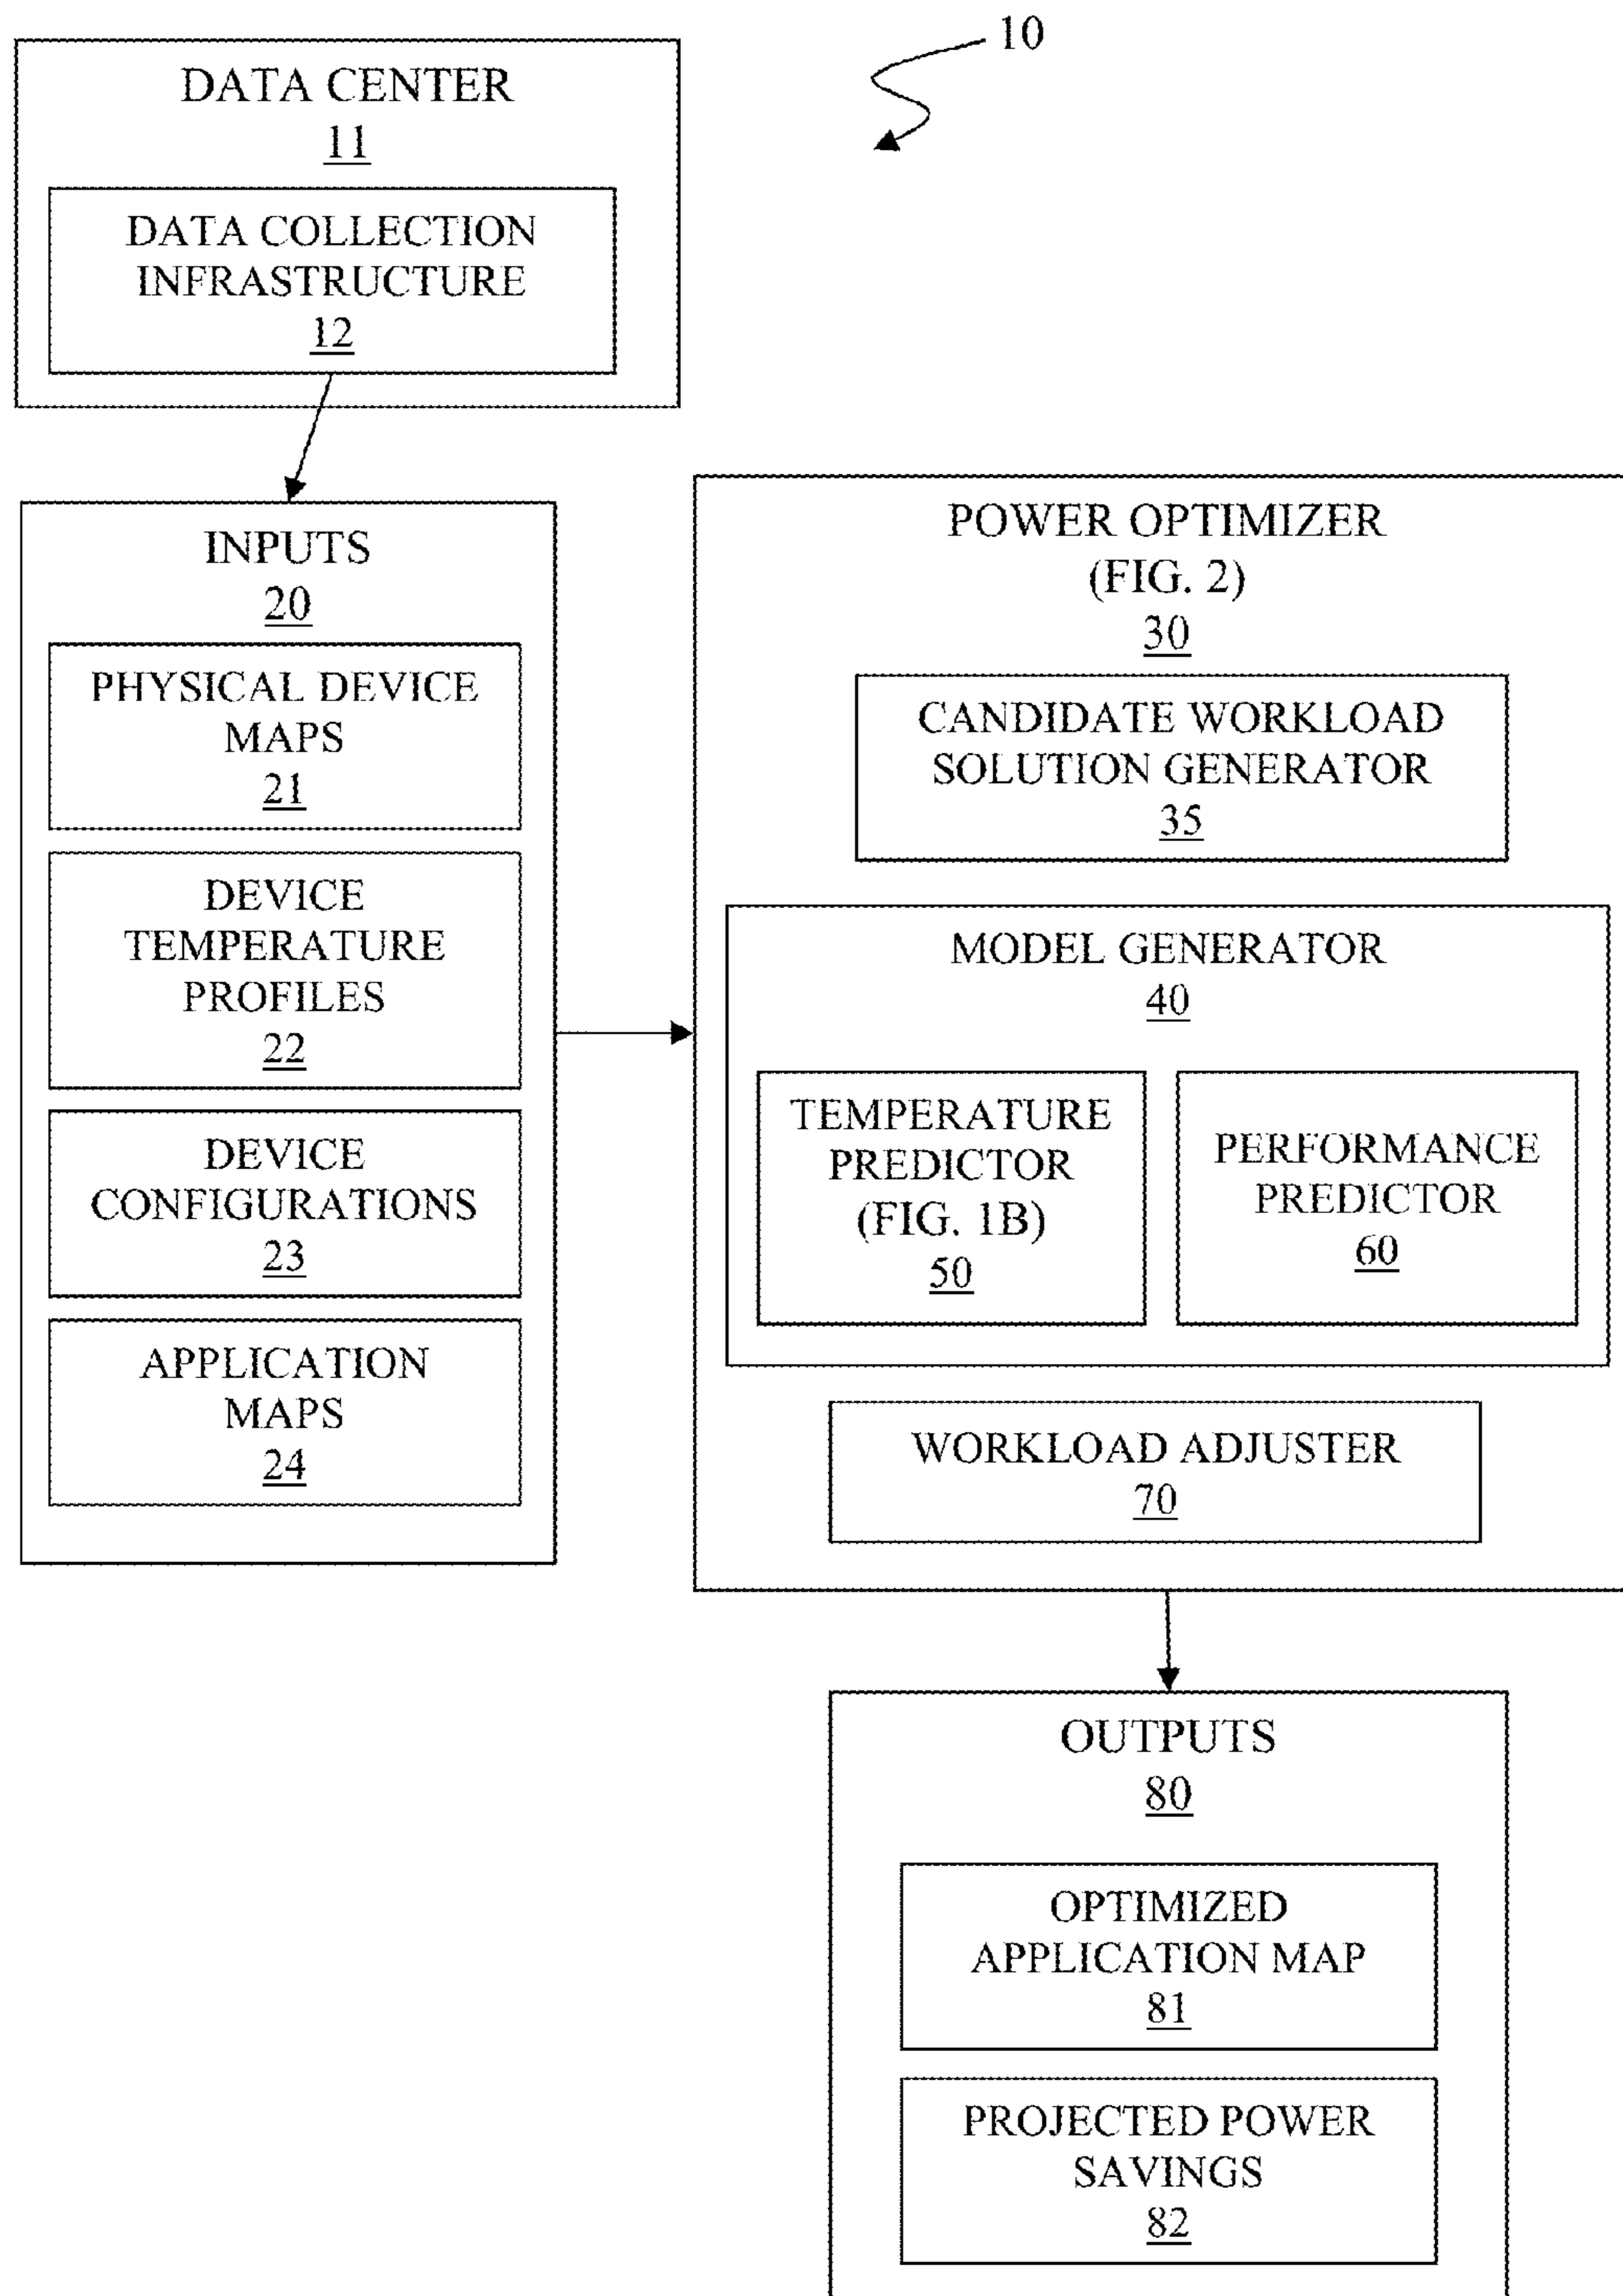 10
DATA CENTER
11
DATA COLLECTION
INFRASTRUCTURE
12
INPUTS
20
PHYSICAL DEVICE
MAPS
21
DEVICE
TEMPERATURE
PROFILES
22
DEVICE
CONFIGURATIONS
23
APPLICATION
MAPS
24
POWER OPTIMIZER
(FIG. 2)
30
CANDIDATE WORKLOAD
SOLUTION GENERATOR
35
MODEL GENERATOR
40
TEMPERATURE
PREDICTOR
(FIG. 1B)
50
PERFORMANCE
PREDICTOR
60
WORKLOAD ADJUSTER
70
OUTPUTS
80
OPTIMIZED
APPLICATION MAP
81
PROJECTED POWER
SAVINGS
82